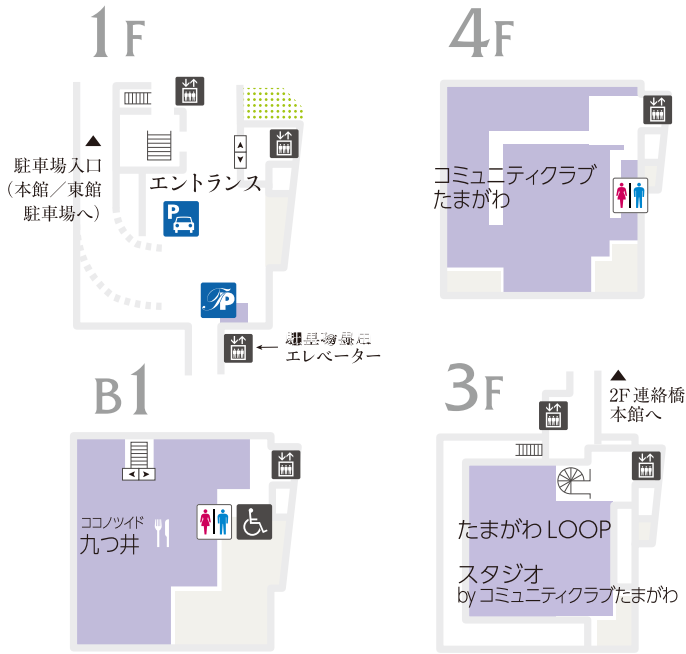 1F
駐車場入口
（本館／東館
駐車場へ）
エントランス
P
TP
エレベーター
4F
コミュニティクラブ
たまがわ
B1
ココノツイド
九つ井
3F
2F 連絡橋
本館へ
たまがわ LOOP
スタジオ
by コミュニティクラブたまがわ